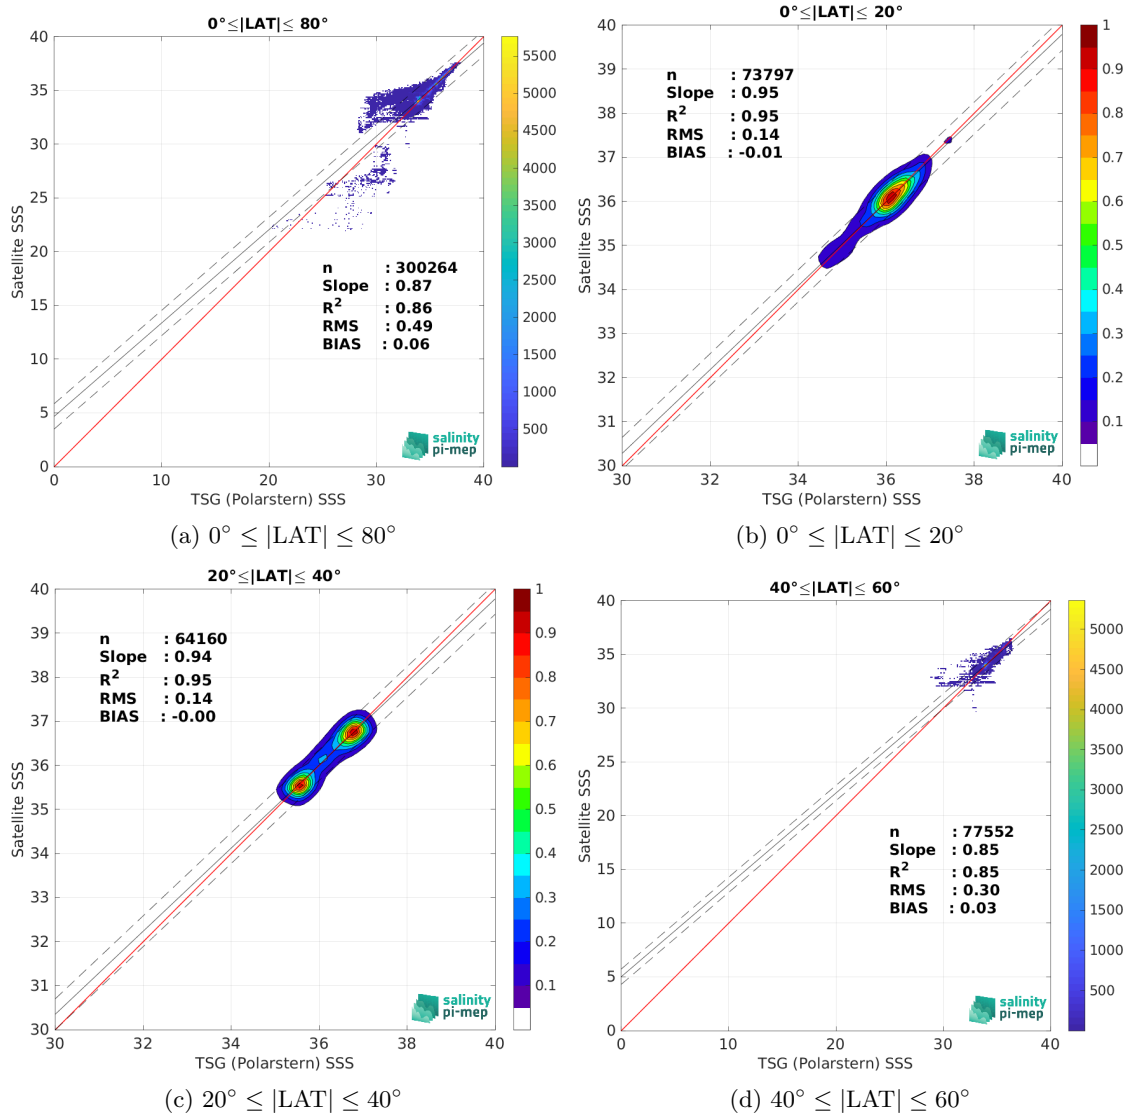 0°≤|LAT|≤ 80°
40
35
30
25
20
15
10
5
0
0
10
20
30
40
Satellite SSS
TSG (Polarstern) SSS
n : 300264
Slope : 0.87
R² : 0.86
RMS : 0.49
BIAS : 0.06
salinity
pi-mep
5500
5000
4500
4000
3500
3000
2500
2000
1500
1000
500
(a) 0° ≤ |LAT| ≤ 80°
0°≤|LAT|≤ 20°
40
39
38
37
36
35
34
33
32
31
30
30
32
34
36
38
40
Satellite SSS
TSG (Polarstern) SSS
n : 73797
Slope : 0.95
R² : 0.95
RMS : 0.14
BIAS : -0.01
salinity
pi-mep
1
0.9
0.8
0.7
0.6
0.5
0.4
0.3
0.2
0.1
(b) 0° ≤ |LAT| ≤ 20°
20°≤|LAT|≤ 40°
40
39
38
37
36
35
34
33
32
31
30
30
32
34
36
38
40
Satellite SSS
TSG (Polarstern) SSS
n : 64160
Slope : 0.94
R² : 0.95
RMS : 0.14
BIAS : -0.00
salinity
pi-mep
1
0.9
0.8
0.7
0.6
0.5
0.4
0.3
0.2
0.1
(c) 20° ≤ |LAT| ≤ 40°
40°≤|LAT|≤ 60°
40
35
30
25
20
15
10
5
0
0
10
20
30
40
Satellite SSS
TSG (Polarstern) SSS
n : 77552
Slope : 0.85
R² : 0.85
RMS : 0.30
BIAS : 0.03
salinity
pi-mep
5000
4500
4000
3500
3000
2500
2000
1500
1000
500
(d) 40° ≤ |LAT| ≤ 60°